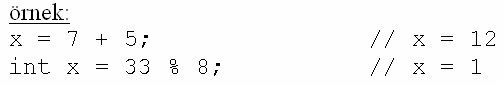 örnek:
x = 7 + 5; // x = 12
int x = 33 % 8; // x = 1